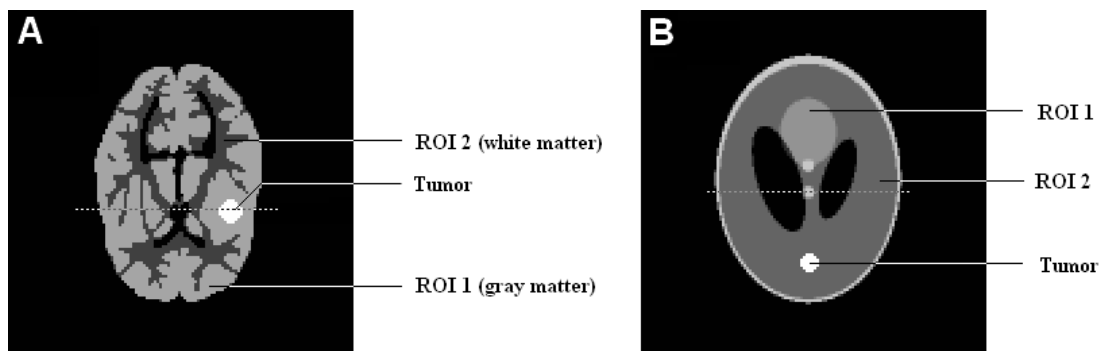 A
ROI 2 (white matter)
Tumor
ROI 1 (gray matter)
B
ROI 1
ROI 2
Tumor